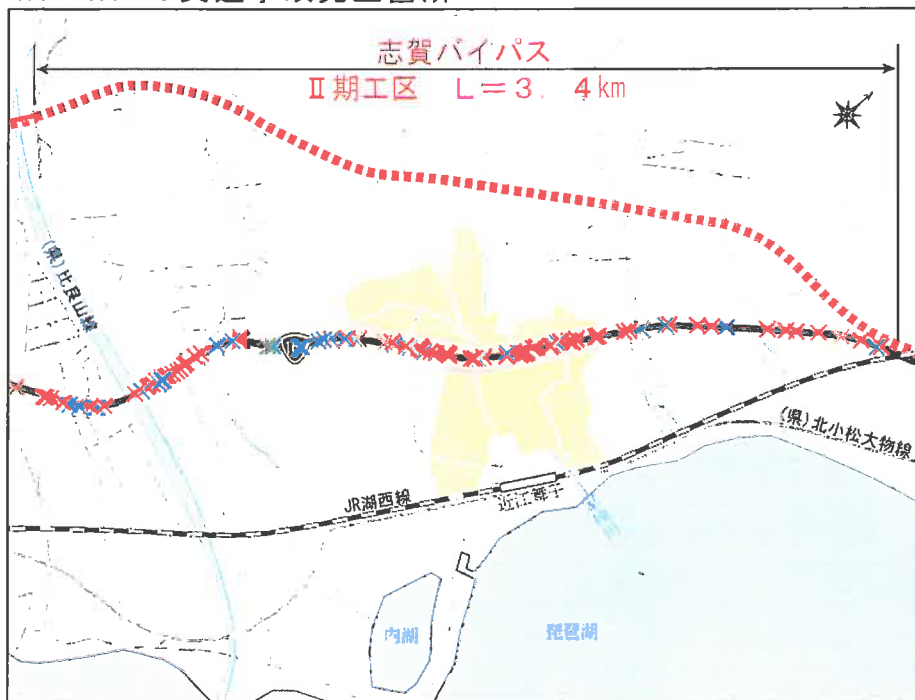 志賀バイパス
Ⅱ期工区 L=3.4km
(県)比良山線
(県)北小松大物線
JR湖西線
近江舞子
内湖
琵琶湖